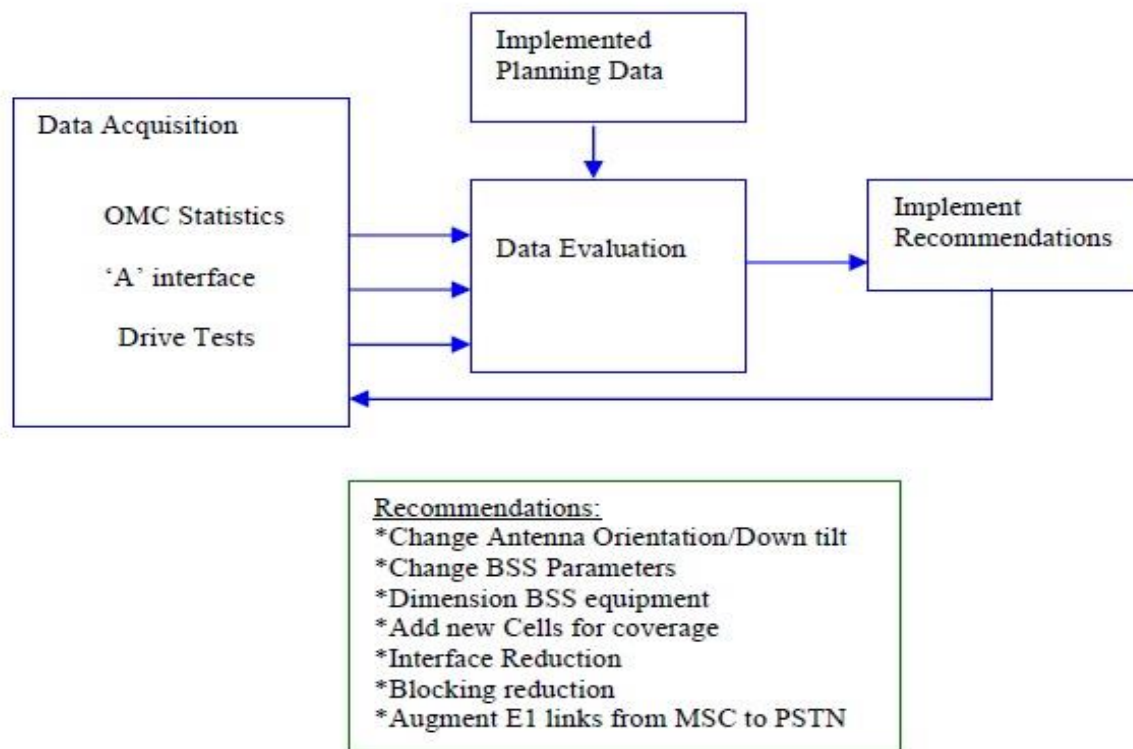 Implemented
Planning Data
Data Acquisition
OMC Statistics
‘A’ interface
Drive Tests
Data Evaluation
Implement
Recommendations
Recommendations:
*Change Antenna Orientation/Down tilt
*Change BSS Parameters
*Dimension BSS equipment
*Add new Cells for coverage
*Interface Reduction
*Blocking reduction
*Augment E1 links from MSC to PSTN